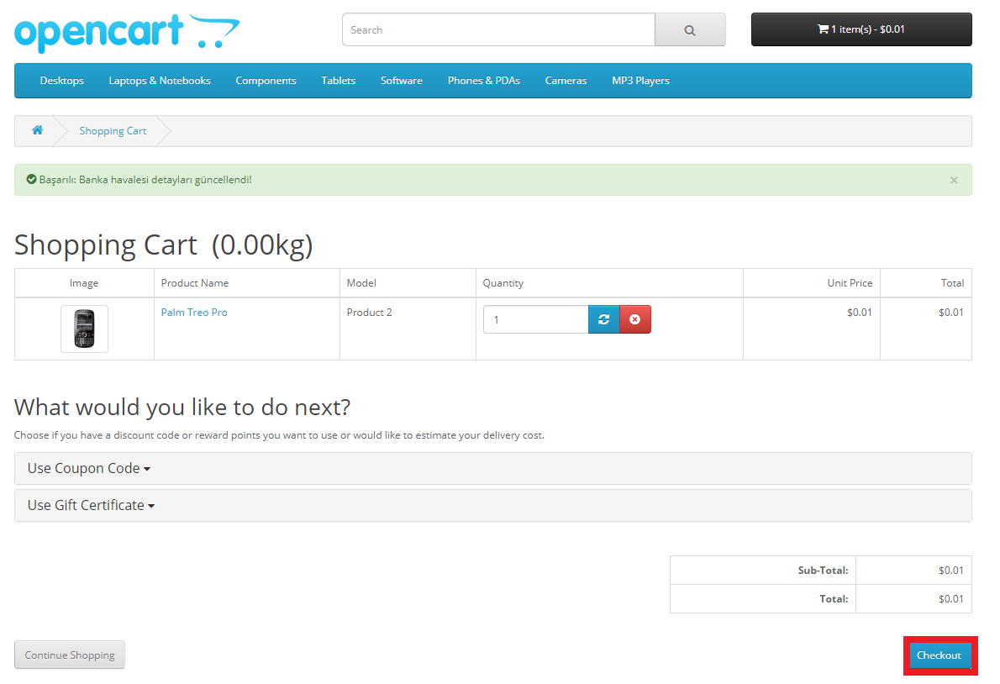 opencart
Search
1 item(s) - $0.01
Desktops Laptops & Notebooks Components Tablets Software Phones & PDAs Cameras MP3 Players
Shopping Cart
Başarılı: Banka havalesi detayları güncellendi!
×
Shopping Cart (0.00kg)
Image Product Name Model Quantity Unit Price Total
Palm Treo Pro Product 2 1 $0.01 $0.01
What would you like to do next?
Choose if you have a discount code or reward points you want to use or would like to estimate your delivery cost.
Use Coupon Code
Use Gift Certificate
Sub-Total: $0.01
Total: $0.01
Continue Shopping Checkout